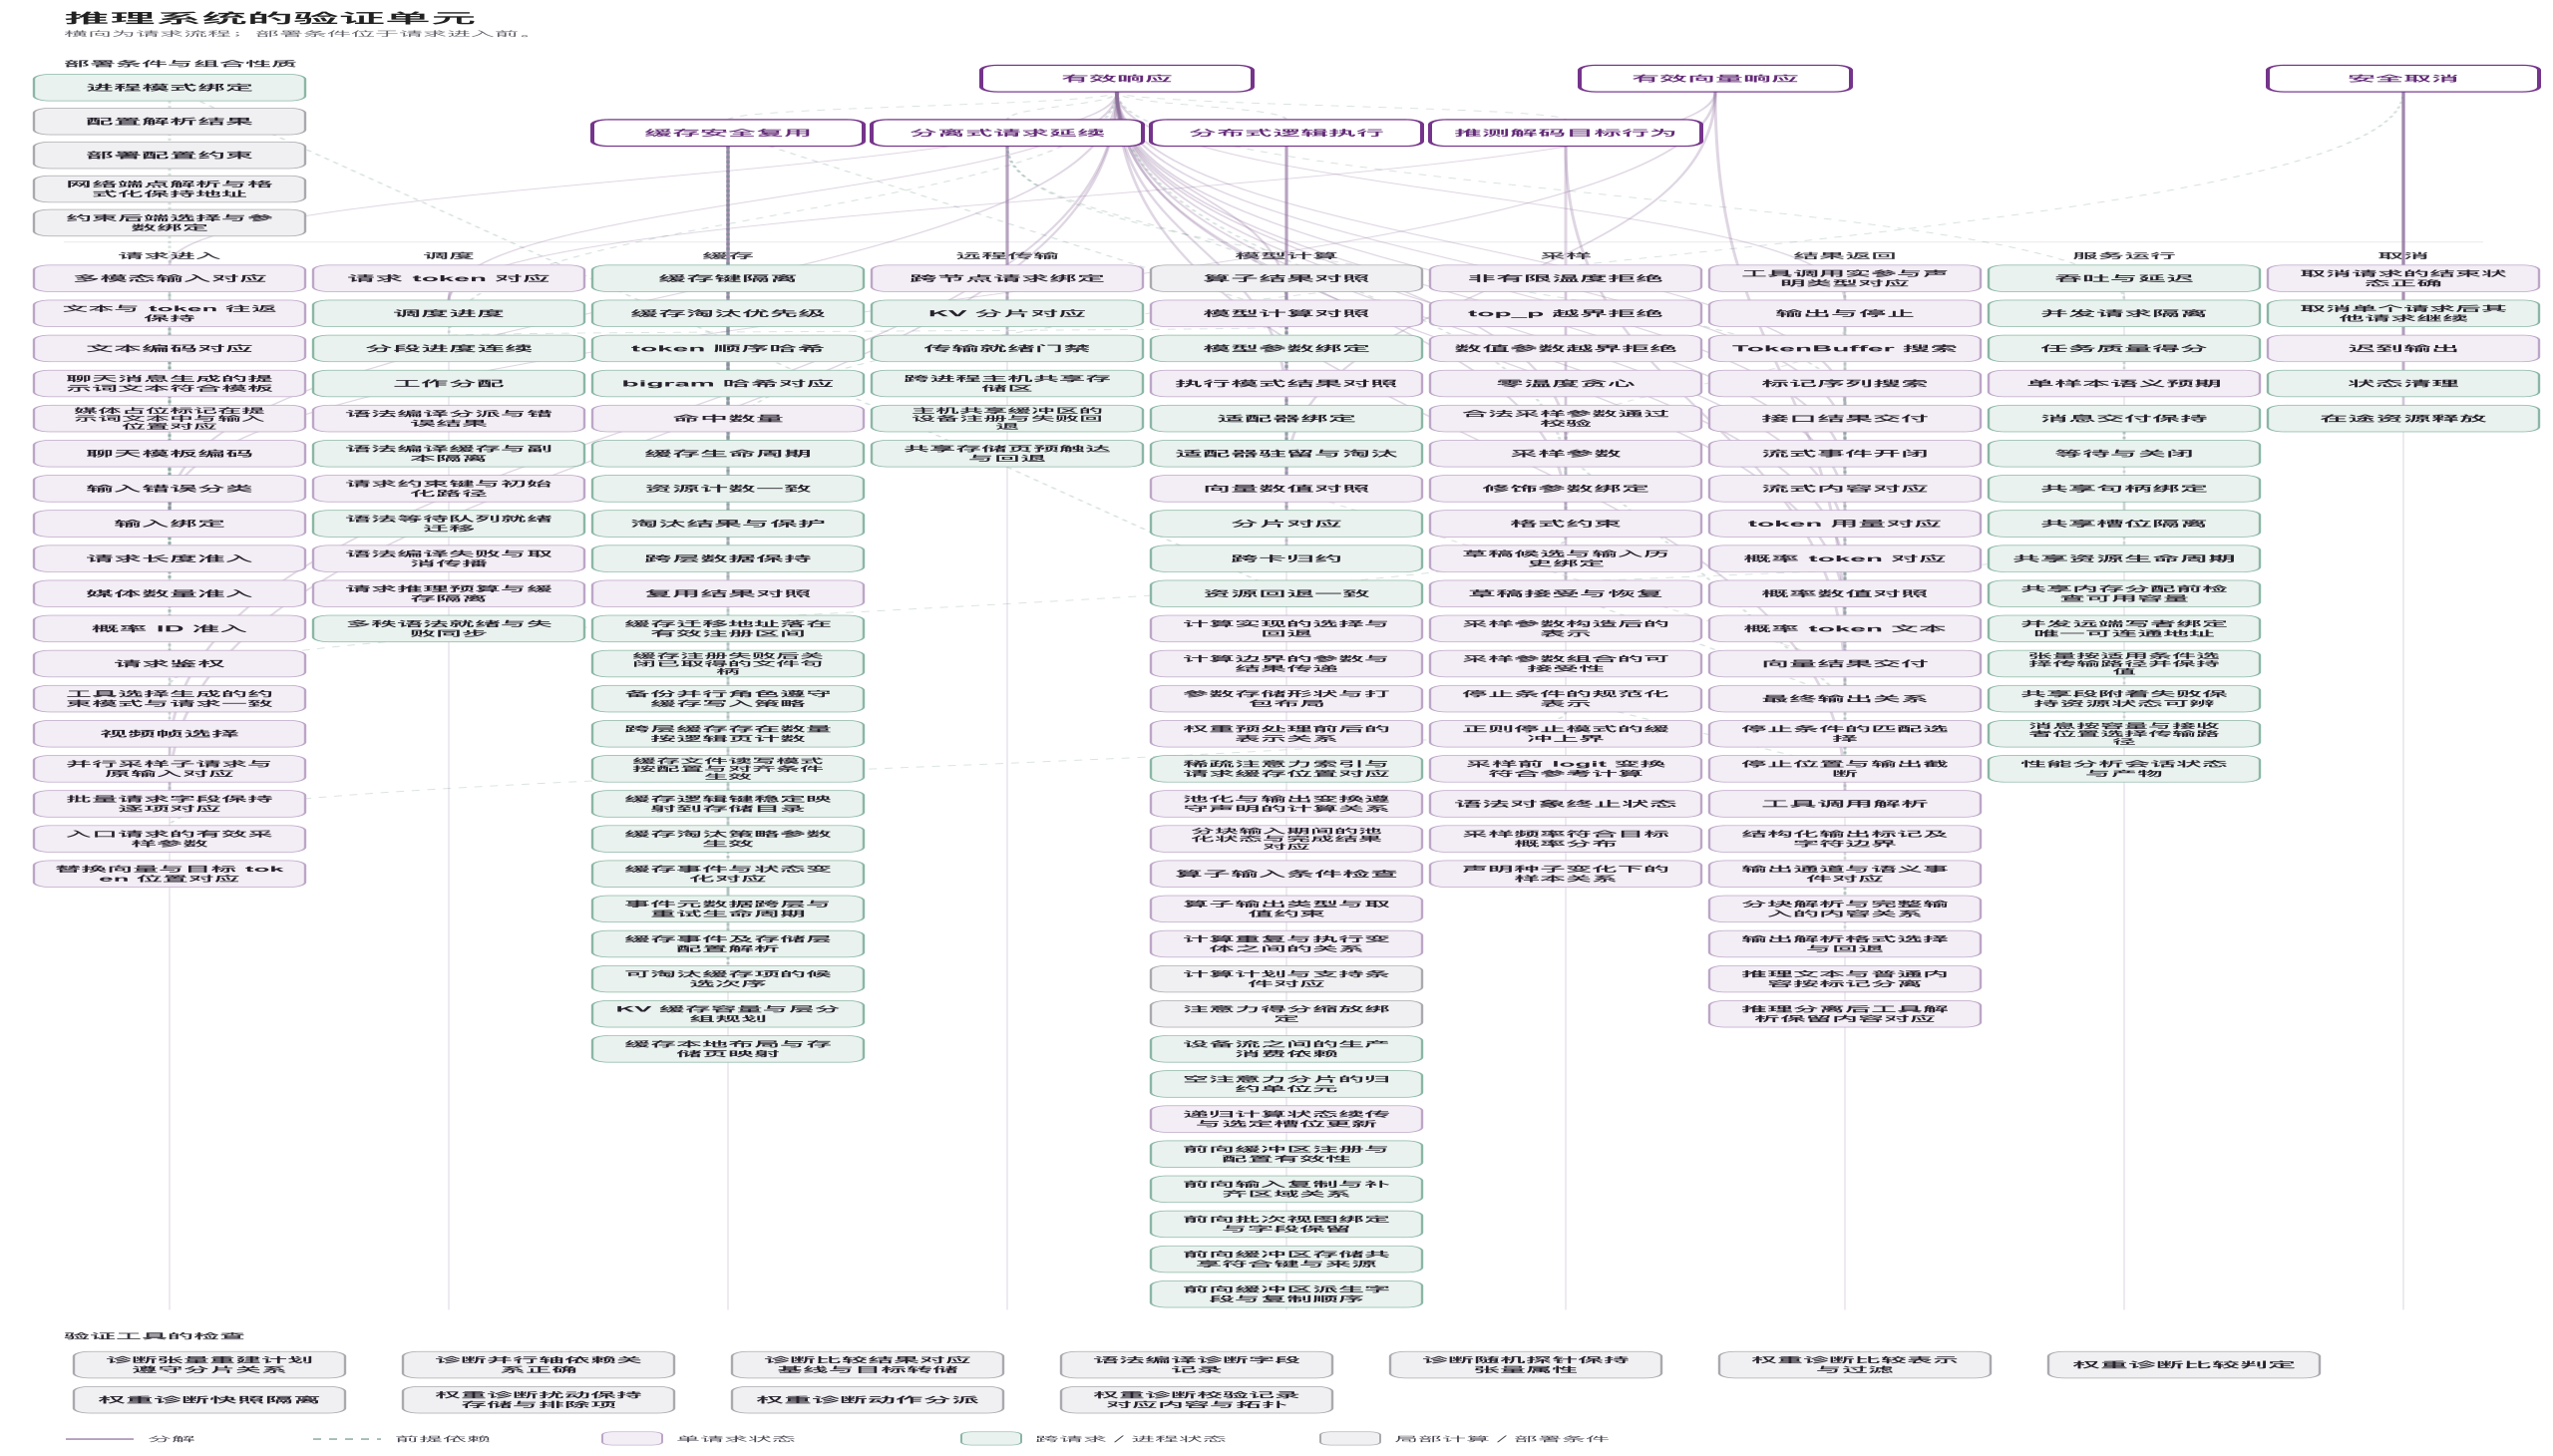 推理系统的验证单元
横向为请求流程；部署条件位于请求进入前。
部署条件与组合性质
进程模式绑定
配置解析结果
部署配置约束
网络端点解析与格
式化保持地址
约束后端选择与参
数绑定
有效响应
有效向量响应
安全取消
缓存安全复用
分离式请求延续
分布式逻辑执行
推测解码目标行为
请求进入
多模态输入对应
文本与 token 往返
保持
文本编码对应
聊天消息生成的提
示词文本符合模板
媒体占位标记在提
示词文本中与输入
位置对应
聊天模板编码
输入错误分类
输入绑定
请求长度准入
媒体数量准入
概率 ID 准入
请求鉴权
工具选择生成的约
束模式与请求一致
视频帧选择
并行采样子请求与
原输入对应
批量请求字段保持
逐项对应
入口请求的有效采
样参数
替换向量与目标 tok
en 位置对应
调度
请求 token 对应
调度进度
分段进度连续
工作分配
语法编译分派与错
误结果
语法编译缓存与副
本隔离
请求约束键与初始
化路径
语法等待队列就绪
迁移
语法编译失败与取
消传播
请求推理预算与缓
存隔离
多秩语法就绪与失
败同步
缓存
缓存键隔离
缓存淘汰优先级
token 顺序哈希
bigram 哈希对应
命中数量
缓存生命周期
资源计数一致
淘汰结果与保护
跨层数据保持
复用结果对照
缓存迁移地址落在
有效注册区间
缓存注册失败后关
闭已取得的文件句
柄
备份并行角色遵守
缓存写入策略
跨层缓存存在数量
按逻辑页计数
缓存文件读写模式
按配置与对齐条件
生效
缓存逻辑键稳定映
射到存储目录
缓存淘汰策略参数
生效
缓存事件与状态变
化对应
事件元数据跨层与
重试生命周期
缓存事件及存储层
配置解析
可淘汰缓存项的候
选次序
KV 缓存容量与层分
组规划
缓存本地布局与存
储页映射
远程传输
跨节点请求绑定
KV 分片对应
传输就绪门禁
跨进程主机共享存
储区
主机共享缓冲区的
设备注册与失败回
退
共享存储页预触达
与回退
模型计算
算子结果对照
模型计算对照
模型参数绑定
执行模式结果对照
适配器绑定
适配器驻留与淘汰
向量数值对照
分片对应
跨卡归约
资源回退一致
计算实现的选择与
回退
计算边界的参数与
结果传递
参数存储形状与打
包布局
权重预处理前后的
表示关系
稀疏注意力索引与
请求缓存位置对应
池化与输出变换遵
守声明的计算关系
分块输入期间的池
化状态与完成结果
对应
算子输入条件检查
算子输出类型与取
值约束
计算重复与执行变
体之间的关系
计算计划与支持条
件对应
注意力得分缩放绑
定
设备流之间的生产
消费依赖
空注意力分片的归
约单位元
递归计算状态续传
与选定槽位更新
前向缓冲区注册与
配置有效性
前向输入复制与补
齐区域关系
前向批次视图绑定
与字段保留
前向缓冲区存储共
享符合键与来源
前向缓冲区派生字
段与复制顺序
采样
非有限温度拒绝
top_p 越界拒绝
数值参数越界拒绝
零温度贪心
合法采样参数通过
校验
采样参数
修饰参数绑定
格式约束
草稿候选与输入历
史绑定
草稿接受与恢复
采样参数构造后的
表示
采样参数组合的可
接受性
停止条件的规范化
表示
正则停止模式的缓
冲上界
采样前 logit 变换
符合参考计算
语法对象终止状态
采样频率符合目标
概率分布
声明种子变化下的
样本关系
结果返回
工具调用实参与声
明类型对应
输出与停止
TokenBuffer 搜索
标记序列搜索
接口结果交付
流式事件开闭
流式内容对应
token 用量对应
概率 token 对应
概率数值对照
概率 token 文本
向量结果交付
最终输出关系
停止条件的匹配选
择
停止位置与输出截
断
工具调用解析
结构化输出标记及
字符边界
输出通道与语义事
件对应
分块解析与完整输
入的内容关系
输出解析格式选择
与回退
推理文本与普通内
容按标记分离
推理分离后工具解
析保留内容对应
服务运行
吞吐与延迟
并发请求隔离
任务质量得分
单样本语义预期
消息交付保持
等待与关闭
共享句柄绑定
共享槽位隔离
共享资源生命周期
共享内存分配前检
查可用容量
并发远端写者绑定
唯一可连通地址
张量按适用条件选
择传输路径并保持
值
共享段附着失败保
持资源状态可辨
消息按容量与接收
者位置选择传输路
径
性能分析会话状态
与产物
取消
取消请求的结束状
态正确
取消单个请求后其
他请求继续
迟到输出
状态清理
在途资源释放
验证工具的检查
诊断张量重建计划
遵守分片关系
诊断并行轴依赖关
系正确
诊断比较结果对应
基线与目标转储
语法编译诊断字段
记录
诊断随机探针保持
张量属性
权重诊断比较表示
与过滤
权重诊断比较判定
权重诊断快照隔离
权重诊断扰动保持
存储与排除项
权重诊断动作分派
权重诊断校验记录
对应内容与拓扑
分解
前提依赖
单请求状态
跨请求 / 进程状态
局部计算 / 部署条件